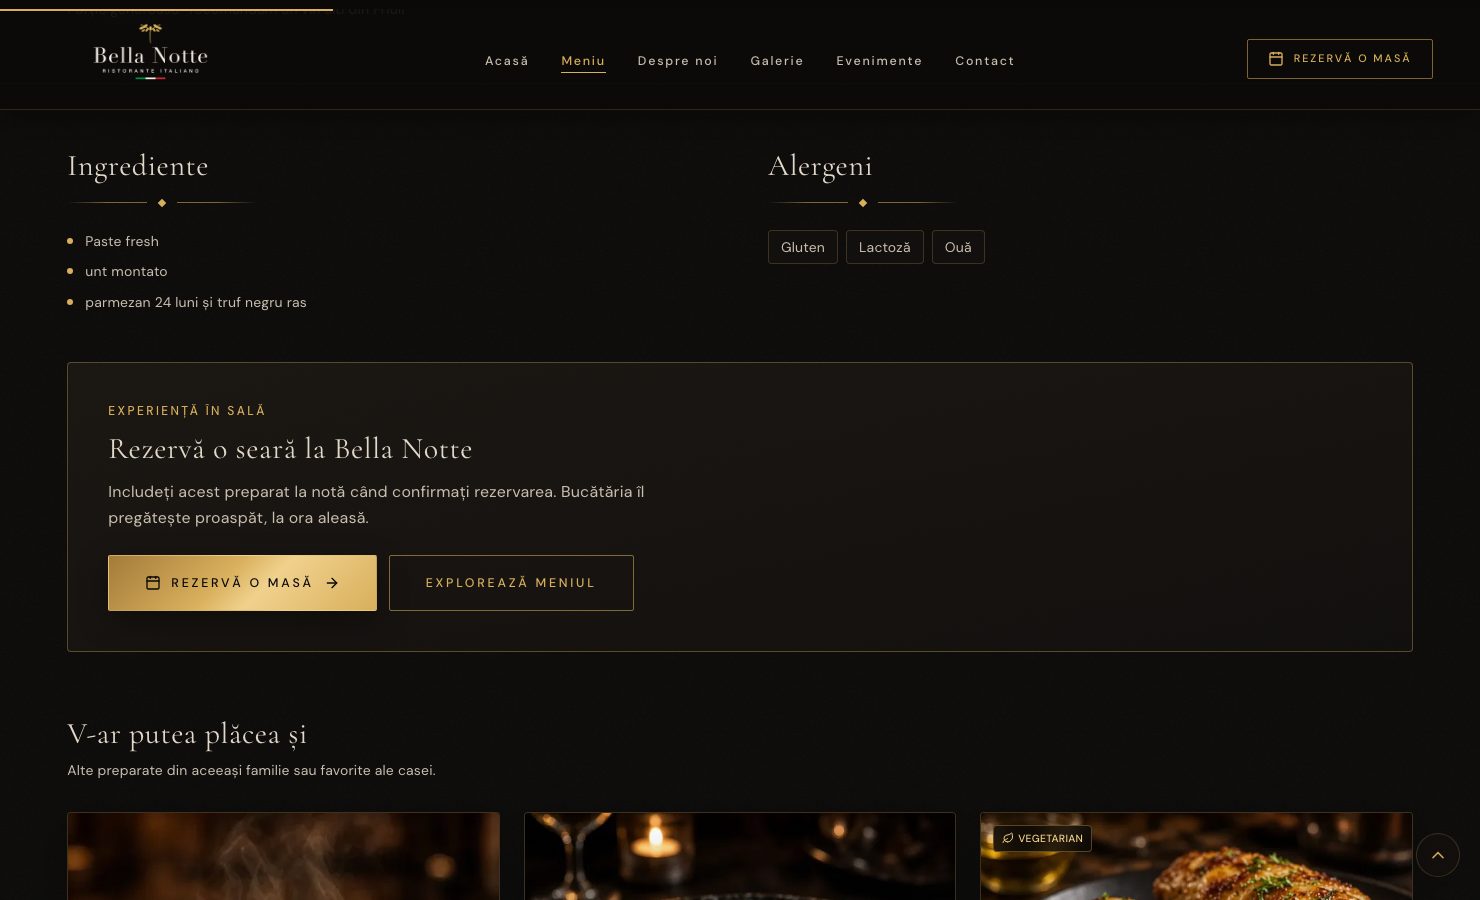 Bella Notte
RISTORANTE ITALIANO
Acasă
Meniu
Despre noi
Galerie
Evenimente
Contact
REZERVĂ O MASĂ
Ingrediente
Paste fresh
unt montato
parmezan 24 luni și truf negru ras
Alergeni
Gluten
Lactoză
Ouă
EXPERIENȚĂ ÎN SALĂ
Rezervă o seară la Bella Notte
Includeți acest preparat la notă când confirmați rezervarea. Bucătăria îl
pregătește proaspăt, la ora aleasă.
REZERVĂ O MASĂ
EXPLOREAZĂ MENIUL
V-ar putea plăcea și
Alte preparate din aceeași familie sau favorite ale casei.
VEGETARIAN